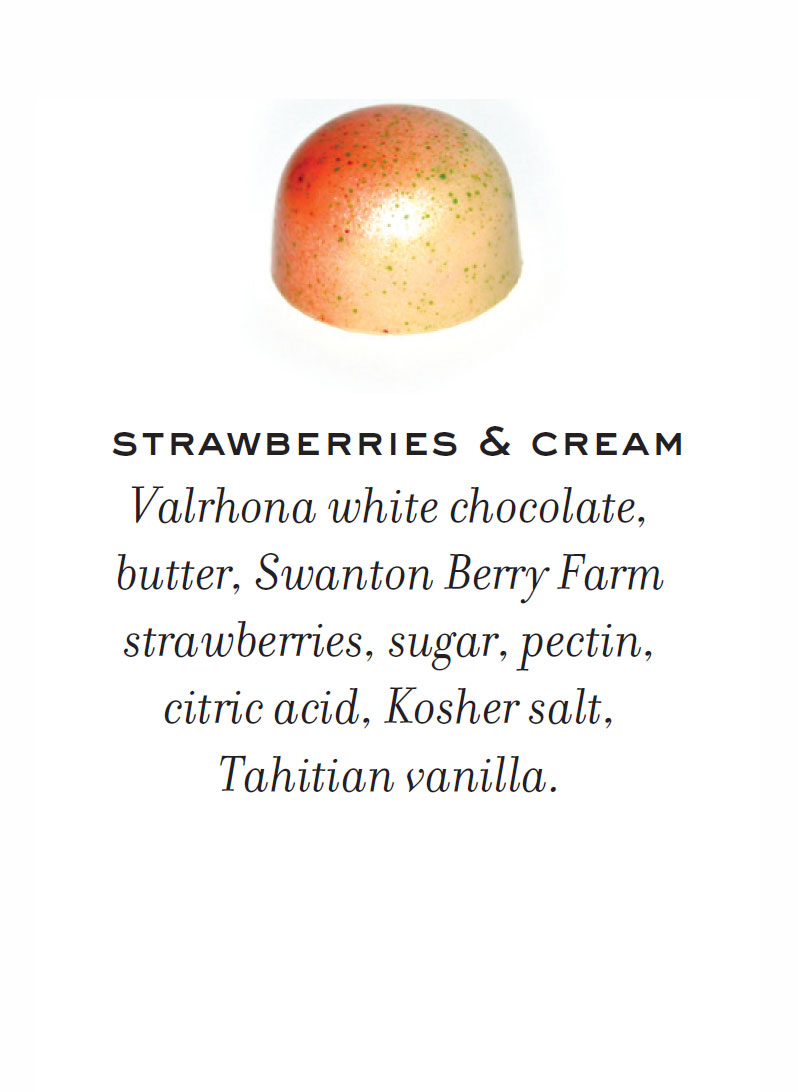 STRAWBERRIES & CREAM
Valrhona white chocolate,
butter, Swanton Berry Farm
strawberries, sugar, pectin,
citric acid, Kosher salt,
Tahitian vanilla.